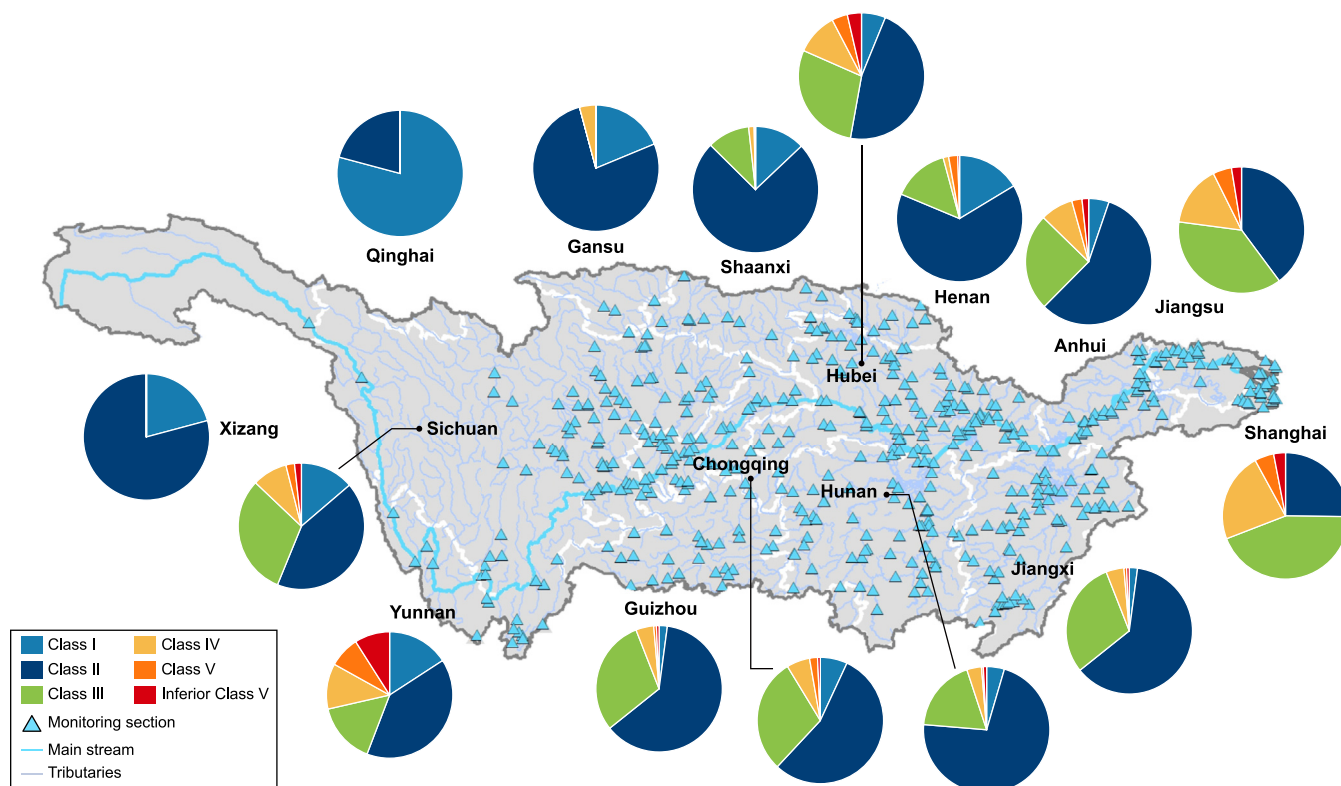 Qinghai
Gansu
Shaanxi
Henan
Anhui
Jiangsu
Hubei
Xizang
Sichuan
Chongqing
Hunan
Shanghai
Jiangxi
Yunnan
Guizhou
Class I
Class IV
Class II
Class V
Class III
Inferior Class V
Monitoring section
Main stream
Tributaries